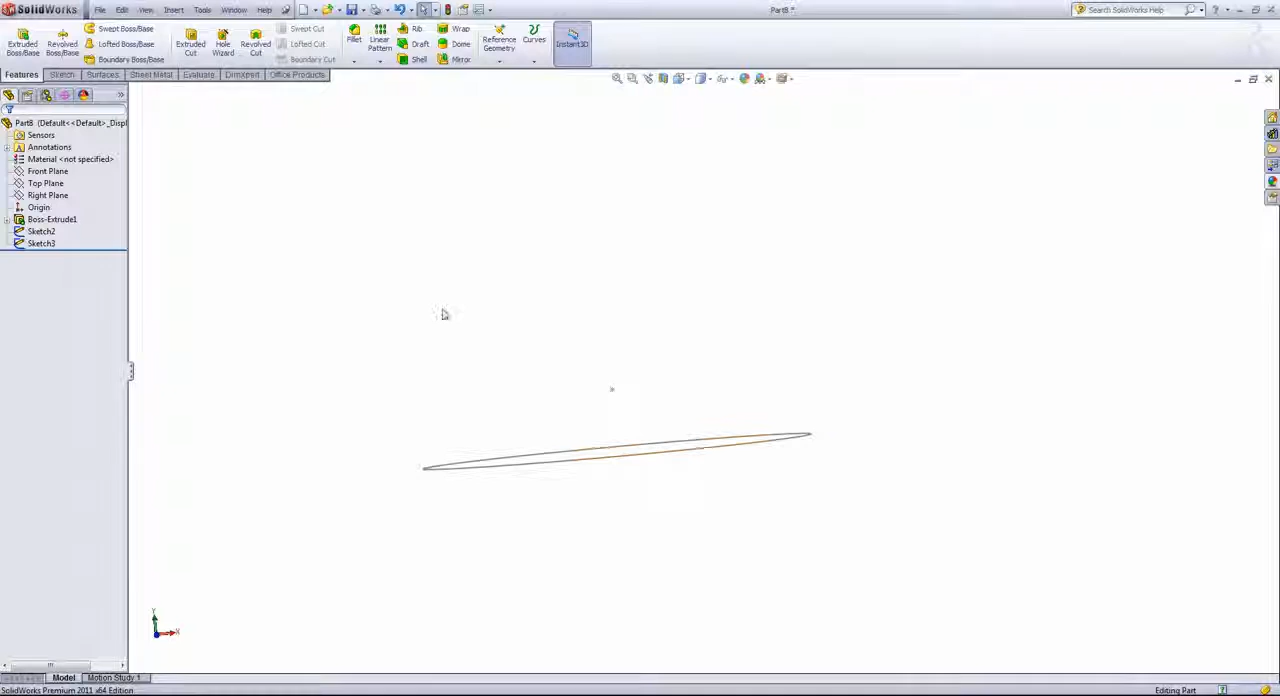 SolidWorks File Edit View Insert Tools Window Help Part8 * SolidWorks Help
Extruded Boss/Base
Revolved Boss/Base
Swept Boss/Base
Lofted Boss/Base
Boundary Boss/Base
Extruded Cut
Hole Wizard
Revolved Cut
Swept Cut
Lofted Cut
Boundary Cut
Fillet
Linear Pattern
Rib
Draft
Shell
Wrap
Dome
Mirror
Reference Geometry
Curves
Instant3D
Features Sketch Surfaces Sheet Metal Evaluate DimXpert Office Products
Part8 (Default<<Default>_Displ
Sensors
Annotations
Material <not specified>
Front Plane
Top Plane
Right Plane
Origin
Boss-Extrude1
Sketch2
Sketch3
Y
X
Model Motion Study 1
SolidWorks Premium 2011 x64 Edition Editing Part